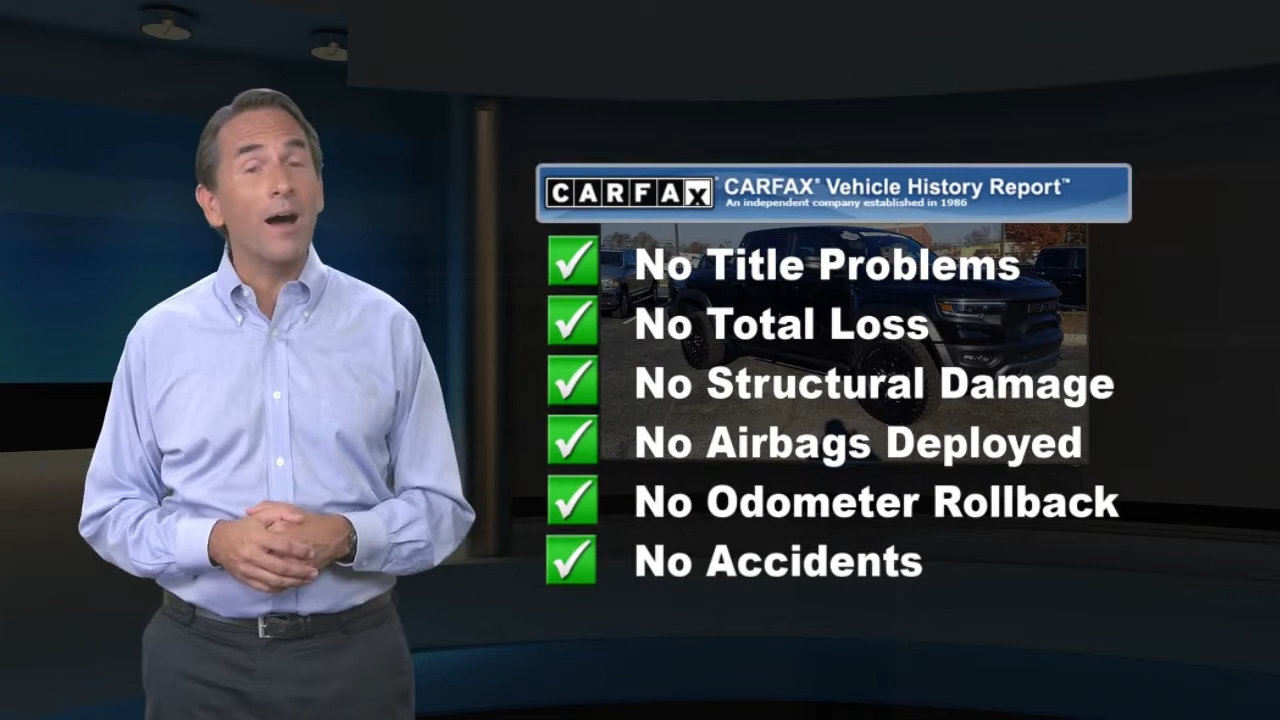 CARFAX® CARFAX® Vehicle History Report™
An independent company established in 1986
No Title Problems
No Total Loss
No Structural Damage
No Airbags Deployed
No Odometer Rollback
No Accidents